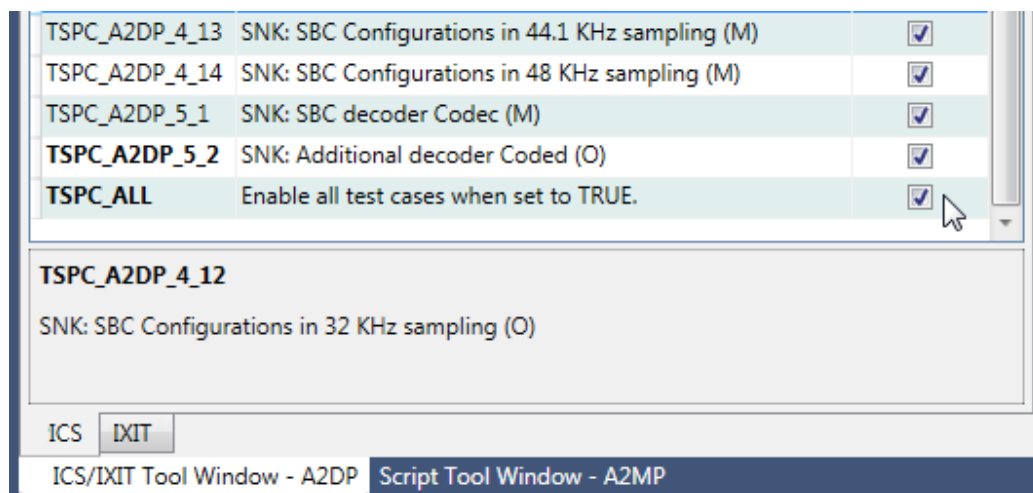 TSPC_A2DP_4_13 SNK: SBC Configurations in 44.1 KHz sampling (M)
TSPC_A2DP_4_14 SNK: SBC Configurations in 48 KHz sampling (M)
TSPC_A2DP_5_1 SNK: SBC decoder Codec (M)
TSPC_A2DP_5_2 SNK: Additional decoder Coded (O)
TSPC_ALL Enable all test cases when set to TRUE.
TSPC_A2DP_4_12
SNK: SBC Configurations in 32 KHz sampling (O)
ICS IXIT
ICS/IXIT Tool Window - A2DP Script Tool Window - A2MP